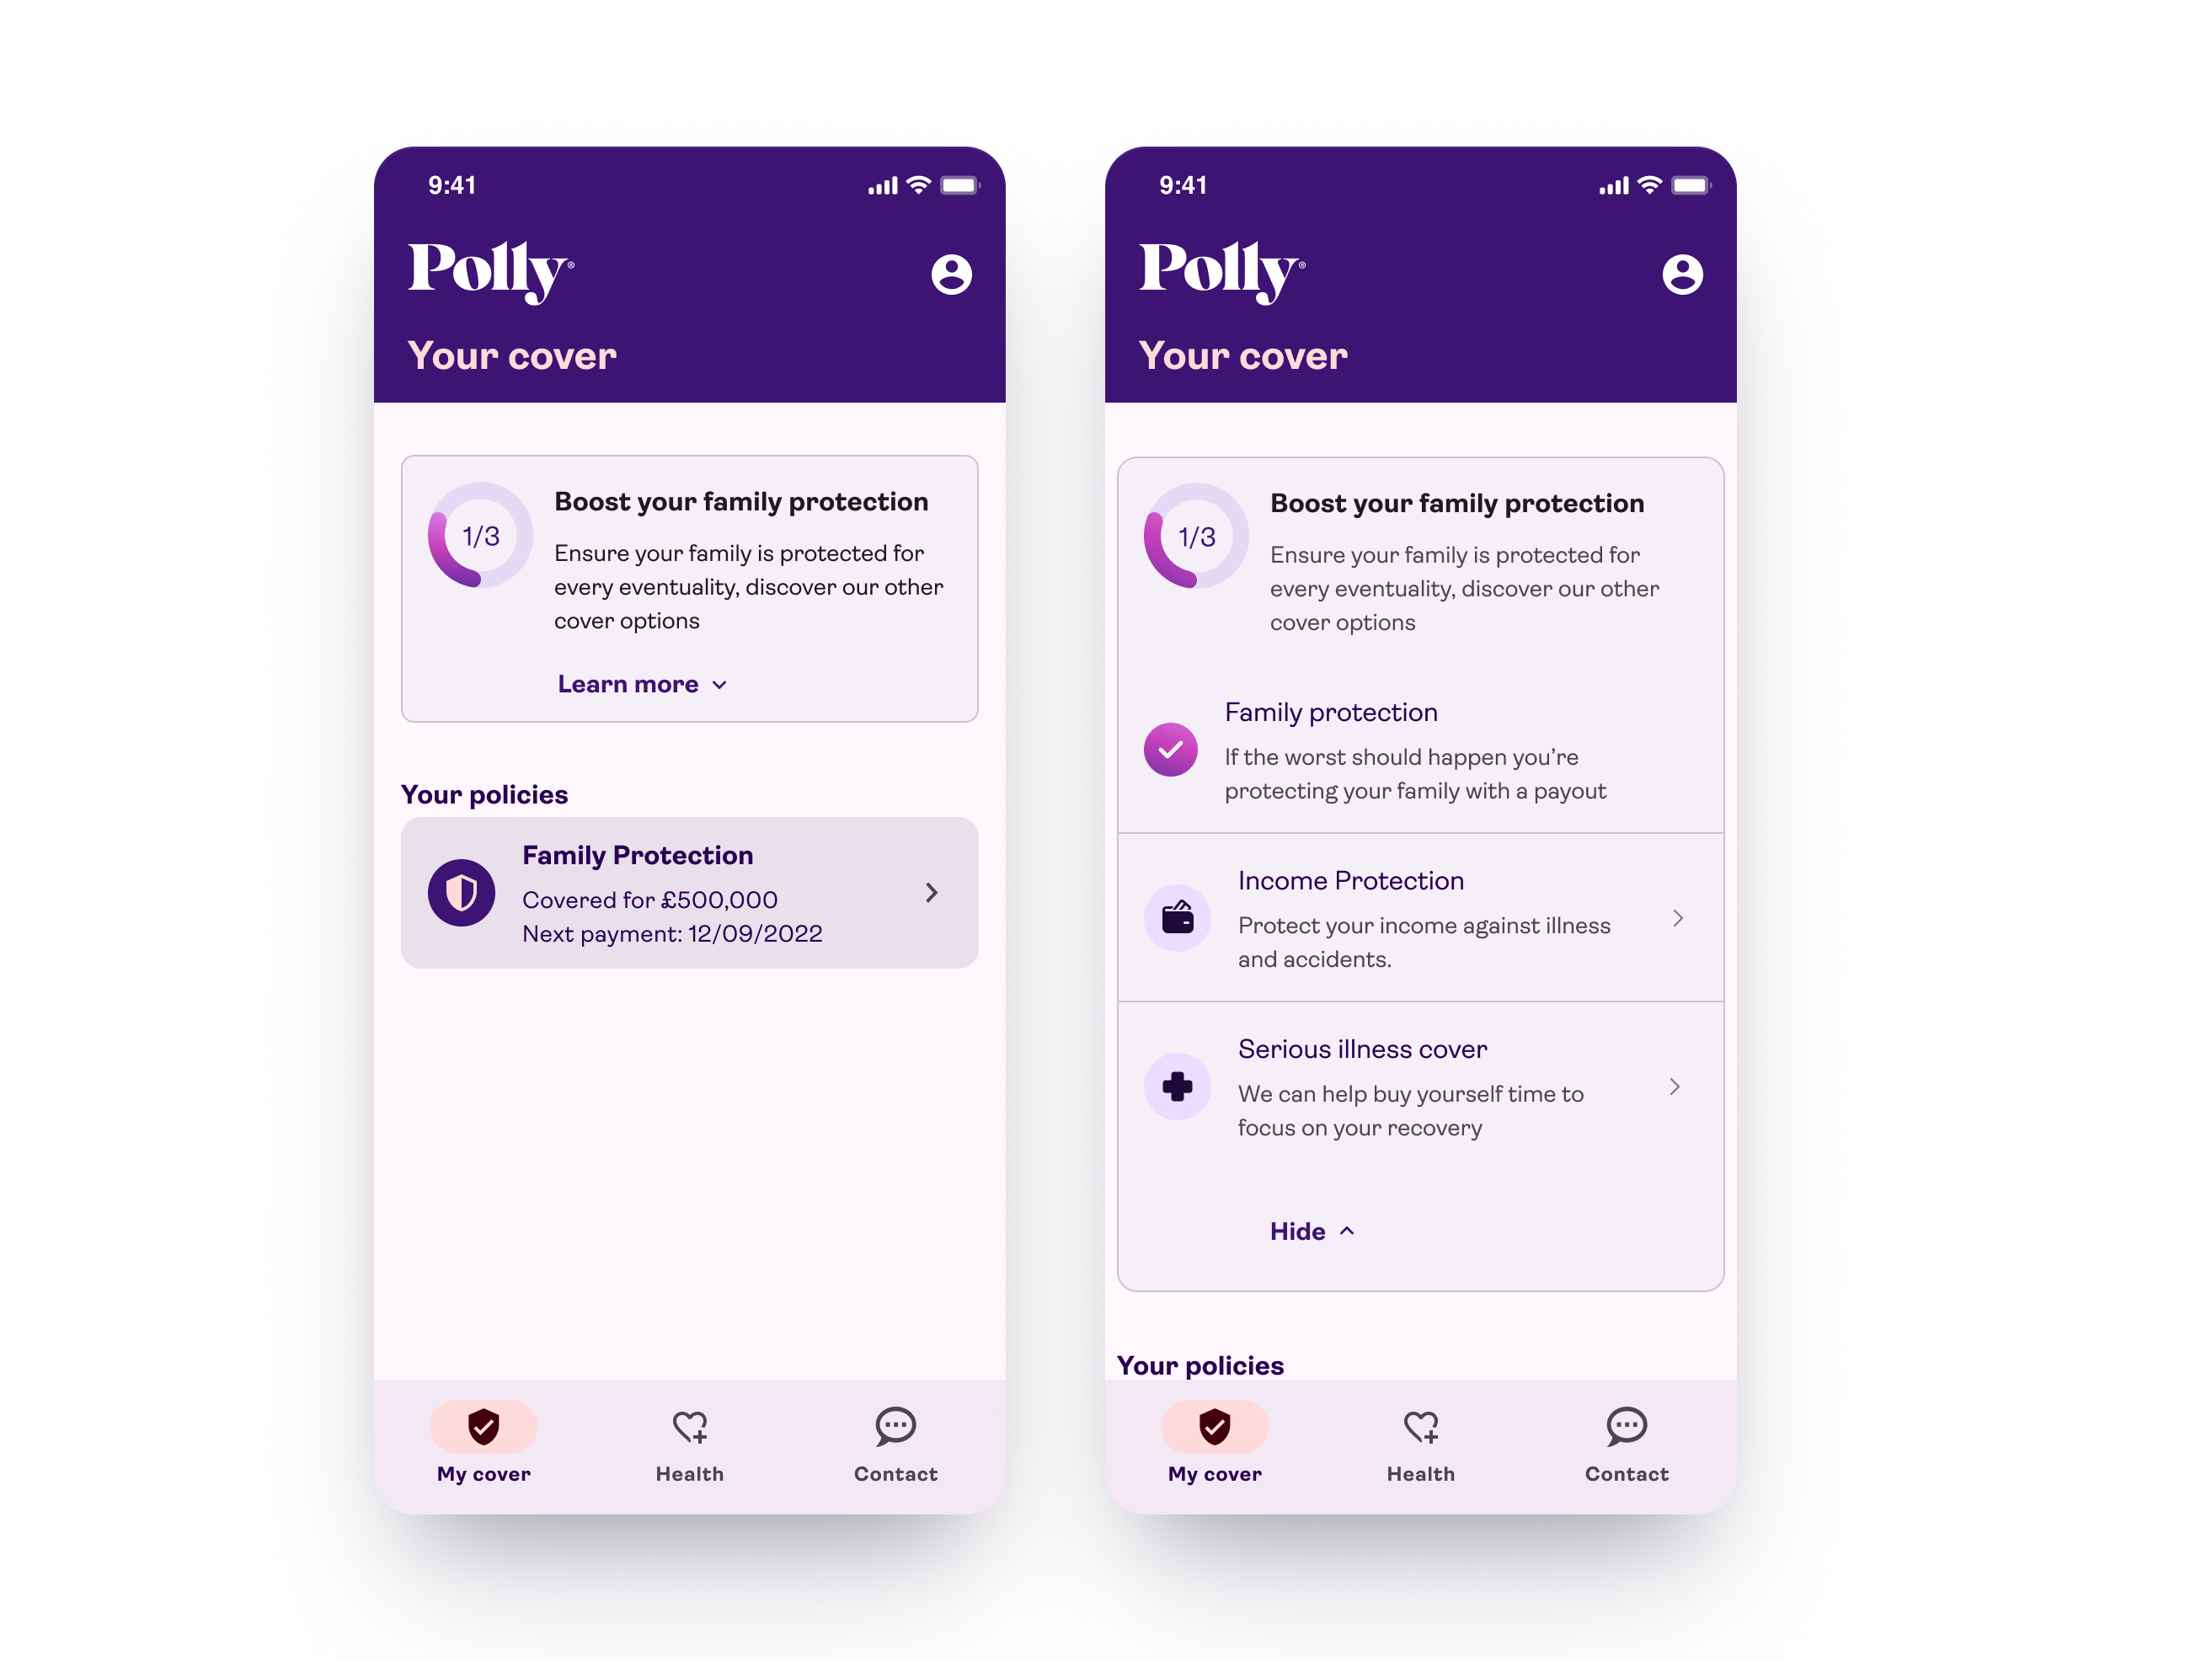 9:41
Polly®
Your cover
1/3
Boost your family protection
Ensure your family is protected for
every eventuality, discover our other
cover options
Learn more
Your policies
Family Protection
Covered for £500,000
Next payment: 12/09/2022
My cover
Health
Contact
9:41
Polly®
Your cover
1/3
Boost your family protection
Ensure your family is protected for
every eventuality, discover our other
cover options
Family protection
If the worst should happen you’re
protecting your family with a payout
Income Protection
Protect your income against illness
and accidents.
Serious illness cover
We can help buy yourself time to
focus on your recovery
Hide
Your policies
My cover
Health
Contact